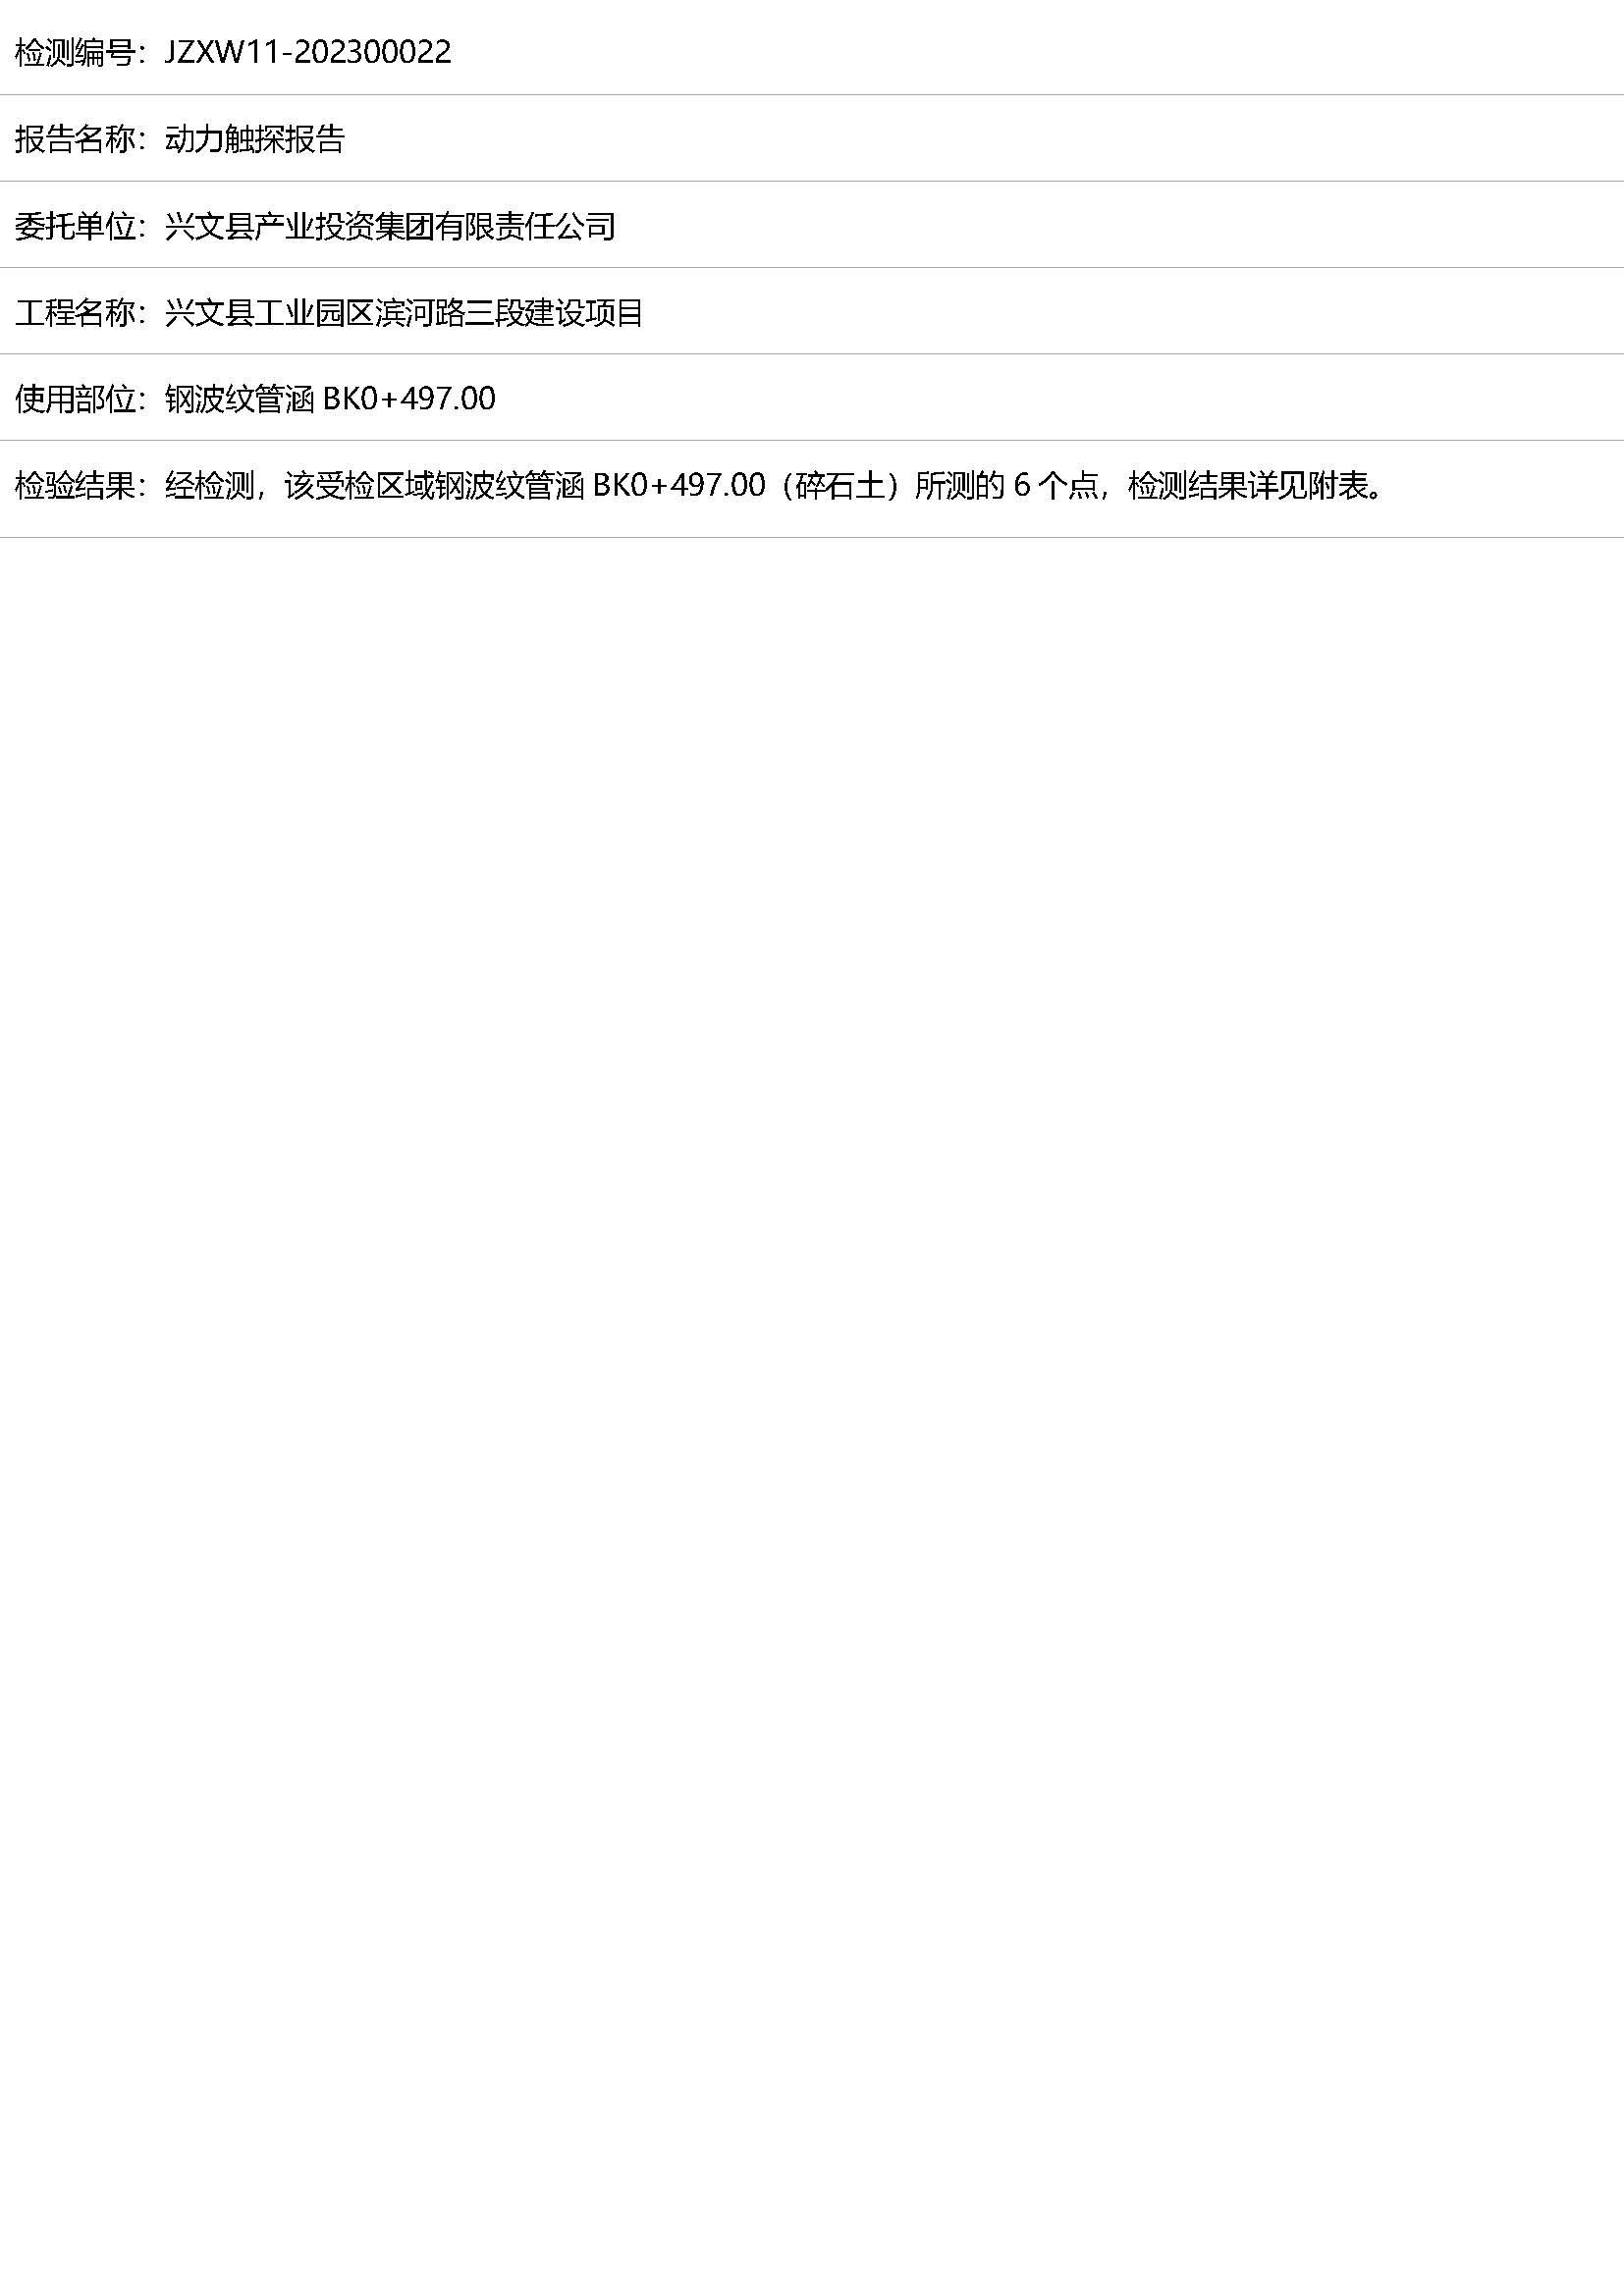 检测编号：JZXW11-202300022
报告名称：动力触探报告
委托单位：兴文县产业投资集团有限责任公司
工程名称：兴文县工业园区滨河路三段建设项目
使用部位：钢波纹管涵 BK0+497.00
检验结果：经检测，该受检区域钢波纹管涵 BK0+497.00（碎石土）所测的 6 个点，检测结果详见附表。